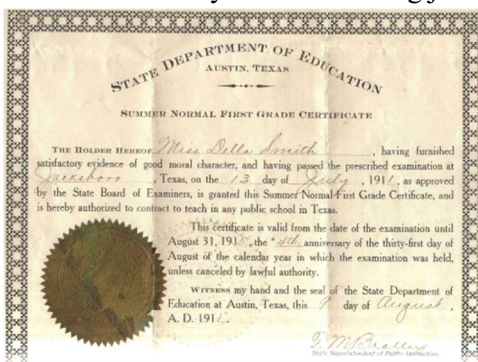 STATE DEPARTMENT OF EDUCATION
AUSTIN, TEXAS
SUMMER NORMAL FIRST GRADE CERTIFICATE
THE HOLDER HEREOF Miss Della Smith, having furnished
satisfactory evidence of good moral character, and having passed the prescribed examination at
Jacksboro, Texas, on the 13 day of July, 1911, as approved
by the State Board of Examiners, is granted this Summer Normal First Grade Certificate, and
is hereby authorized to contract to teach in any public school in Texas.
This certificate is valid from the date of the examination until
August 31, 1915, the 4th anniversary of the thirty-first day of
August of the calendar year in which the examination was held,
unless canceled by lawful authority.
WITNESS my hand and the seal of the State Department of
Education at Austin, Texas, this 9 day of August,
A. D. 1911.
State Superintendent of Public Instruction.